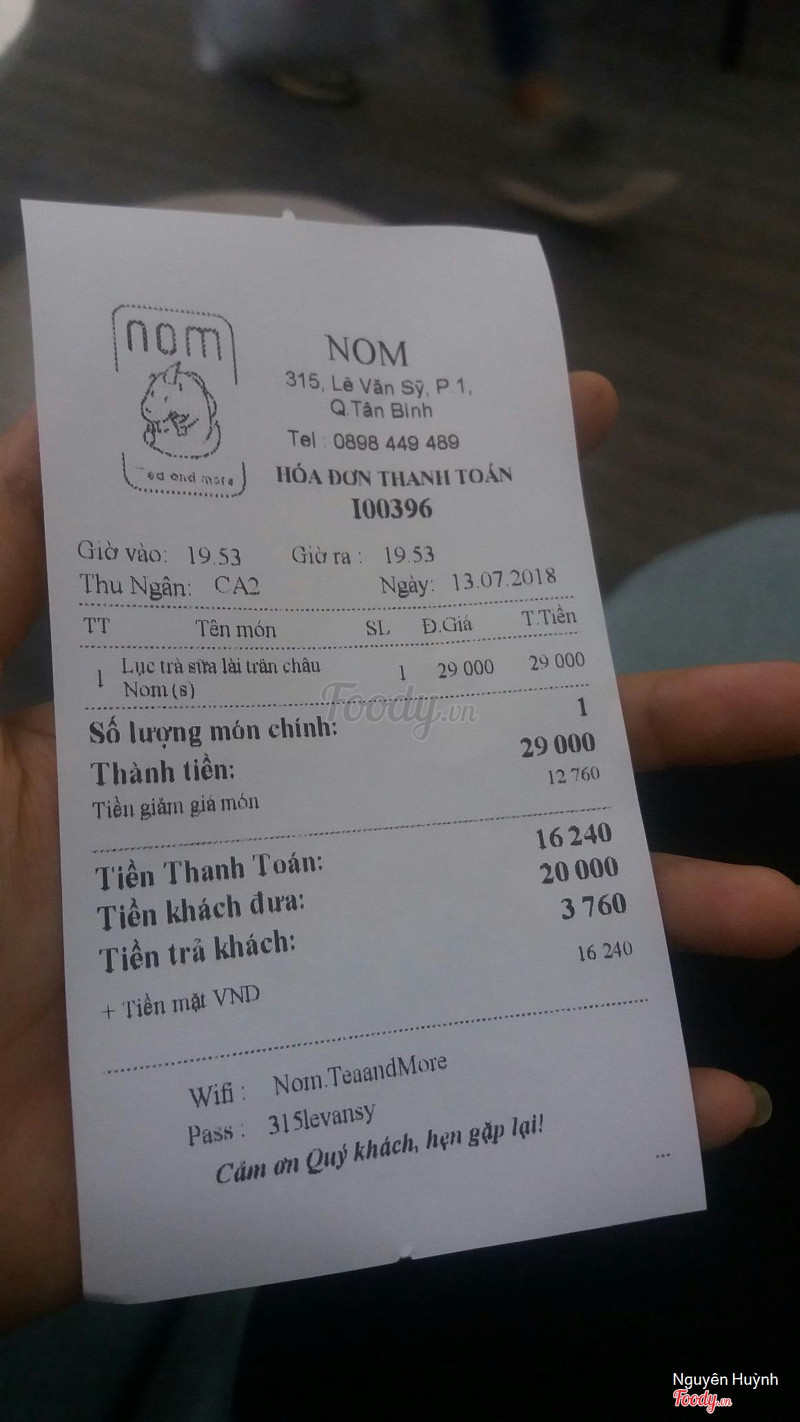 nom
ea and more
NOM
315, Lê Văn Sỹ, P 1,
Q.Tân Bình
Tel : 0898 449 489
HÓA ĐƠN THANH TOÁN
I00396
Giờ vào: 19.53 Giờ ra : 19.53
Thu Ngân: CA2 Ngày: 13.07.2018
TT Tên món SL Đ.Giá T.Tiền
1 Lục trà sữa lài trân châu 1 29 000 29 000
Nom (s)
Foody.vn
Số lượng món chính: 1
Thành tiền: 29 000
Tiền giảm giá món 12 760
Tiền Thanh Toán: 16 240
Tiền khách đưa: 20 000
Tiền trả khách: 3 760
+ Tiền mặt VND 16 240
Wifi : Nom.TeaandMore
Pass : 315levansy
Cảm ơn Quý khách, hẹn gặp lại!
...
Nguyên Huỳnh
Foody.vn